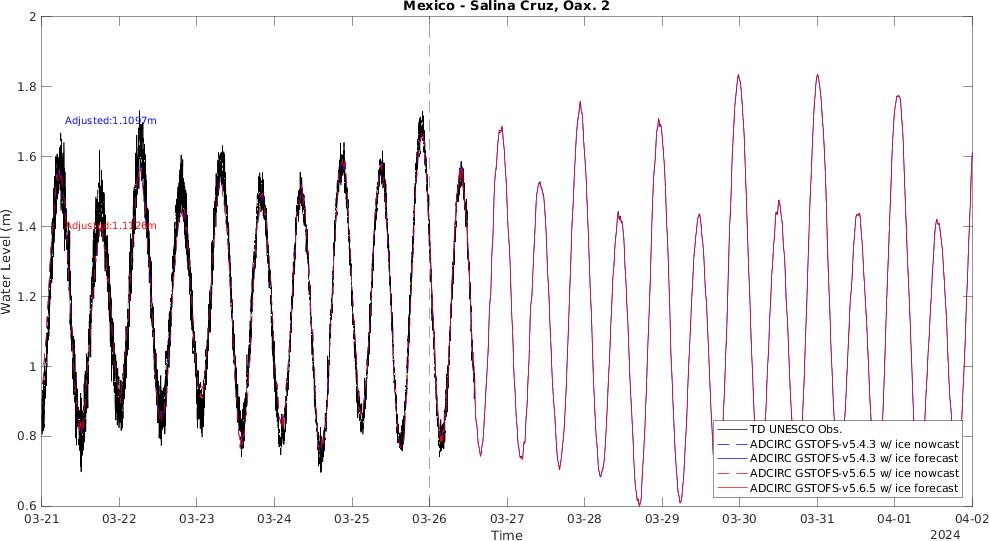 Mexico - Salina Cruz, Oax. 2
2
1.8
1.6
1.4
1.2
1
0.8
0.6
Water Level (m)
Adjusted:1.1097m
Adjusted:1.1126m
TD UNESCO Obs.
ADCIRC GSTOFS-v5.4.3 w/ ice nowcast
ADCIRC GSTOFS-v5.4.3 w/ ice forecast
ADCIRC GSTOFS-v5.6.5 w/ ice nowcast
ADCIRC GSTOFS-v5.6.5 w/ ice forecast
03-21 03-22 03-23 03-24 03-25 03-26 03-27 03-28 03-29 03-30 03-31 04-01 04-02
Time
2024